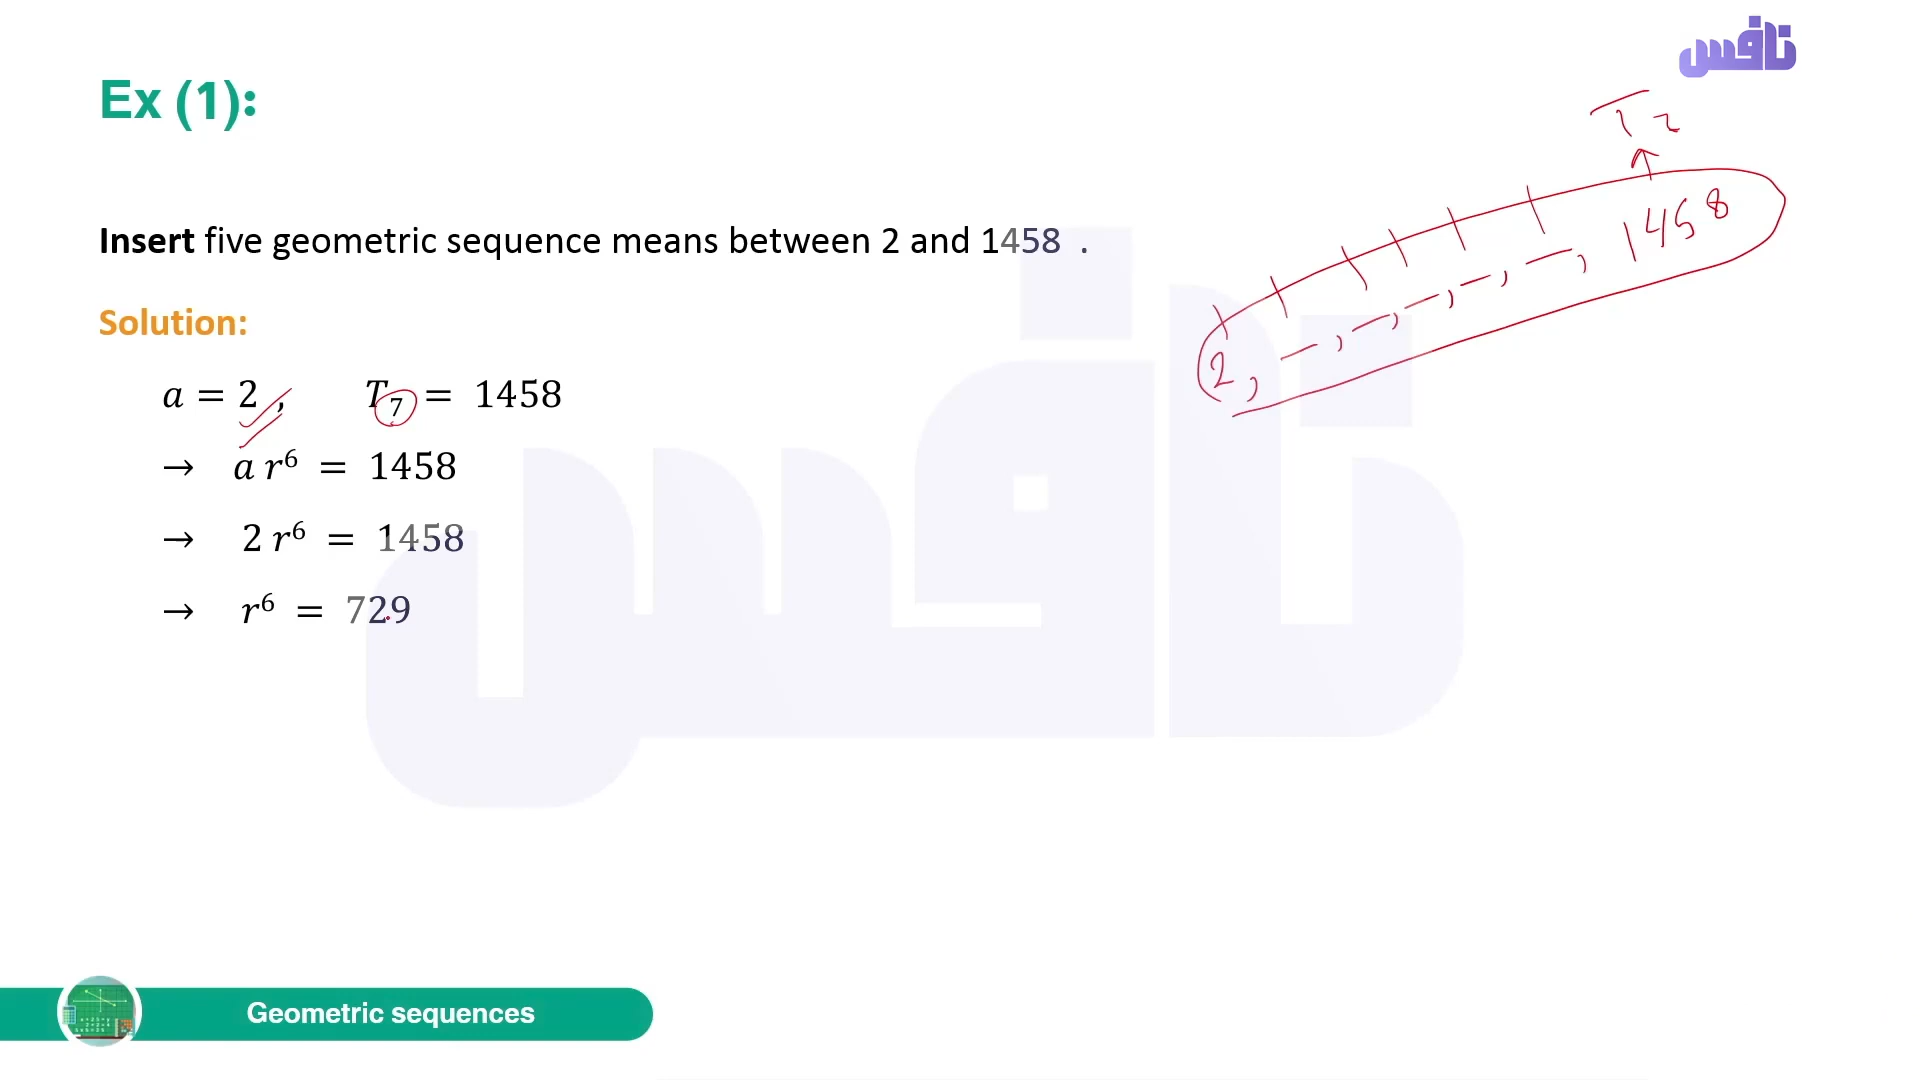 نافس
Ex (1):
Insert five geometric sequence means between 2 and 1458 .
Solution:
a = 2 , T₇ = 1458
→ a r⁶ = 1458
→ 2 r⁶ = 1458
→ r⁶ = 729
T7
2, –, –, –, –, –, 1458
Geometric sequences